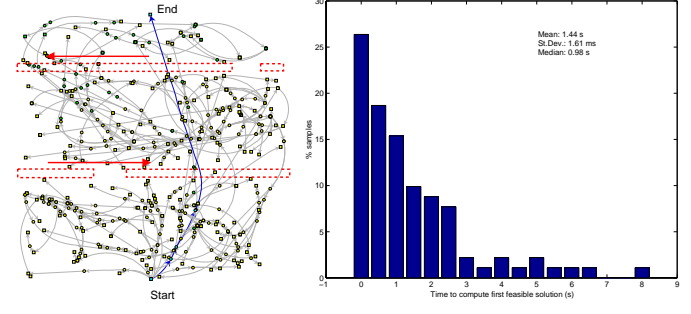 End
Start
30
25
20
15
10
5
0
% samples
Mean: 1.44 s
St.Dev.: 1.61 ms
Median: 0.98 s
−1 0 1 2 3 4 5 6 7 8 9
Time to compute first feasible solution (s)